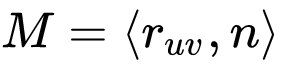 M = ⟨r_{uv}, n⟩